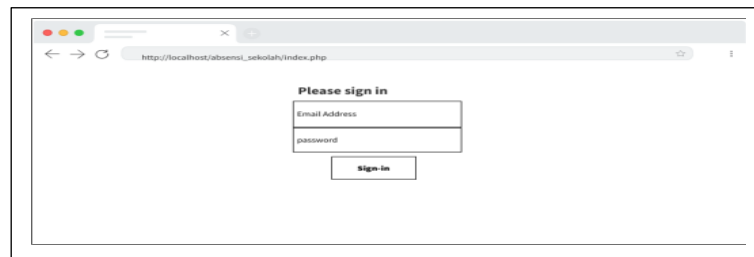 http://localhost/absensi_sekolah/index.php
Please sign in
Email Address
password
Sign-in